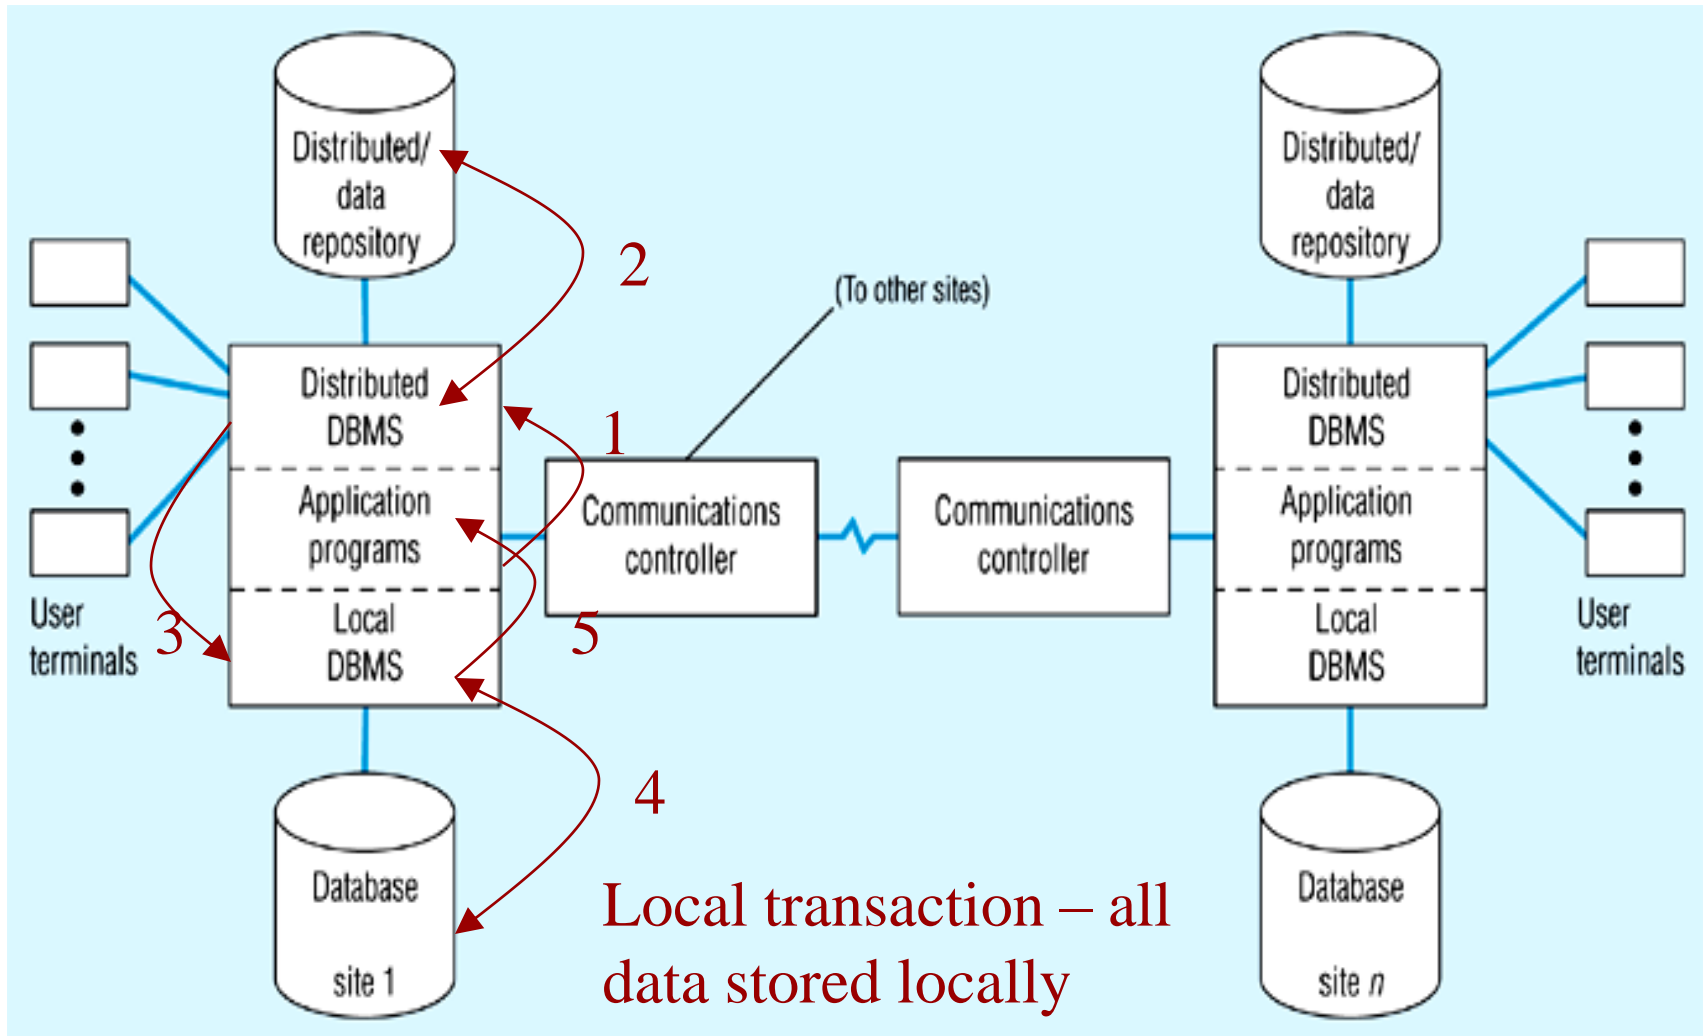 Distributed/
data
repository
2
(To other sites)
Distributed/
data
repository
Distributed
DBMS
1
Application
programs
Local
DBMS
3
5
User
terminals
Communications
controller
Communications
controller
Distributed
DBMS
Application
programs
Local
DBMS
User
terminals
4
Database
site 1
Local transaction – all
data stored locally
Database
site n